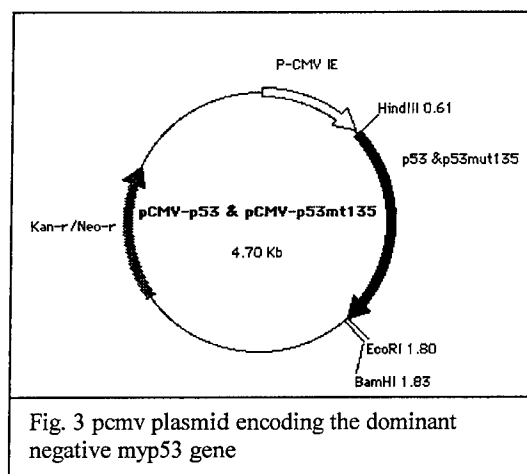 P-CMV IE
HindIII 0.61
p53 &p53mut135
pCMV-p53 & pCMV-p53mt135
Kan-r/Neo-r
4.70 Kb
EcoRI 1.80
BamHI 1.83
Fig. 3 pcmv plasmid encoding the dominant
negative myp53 gene